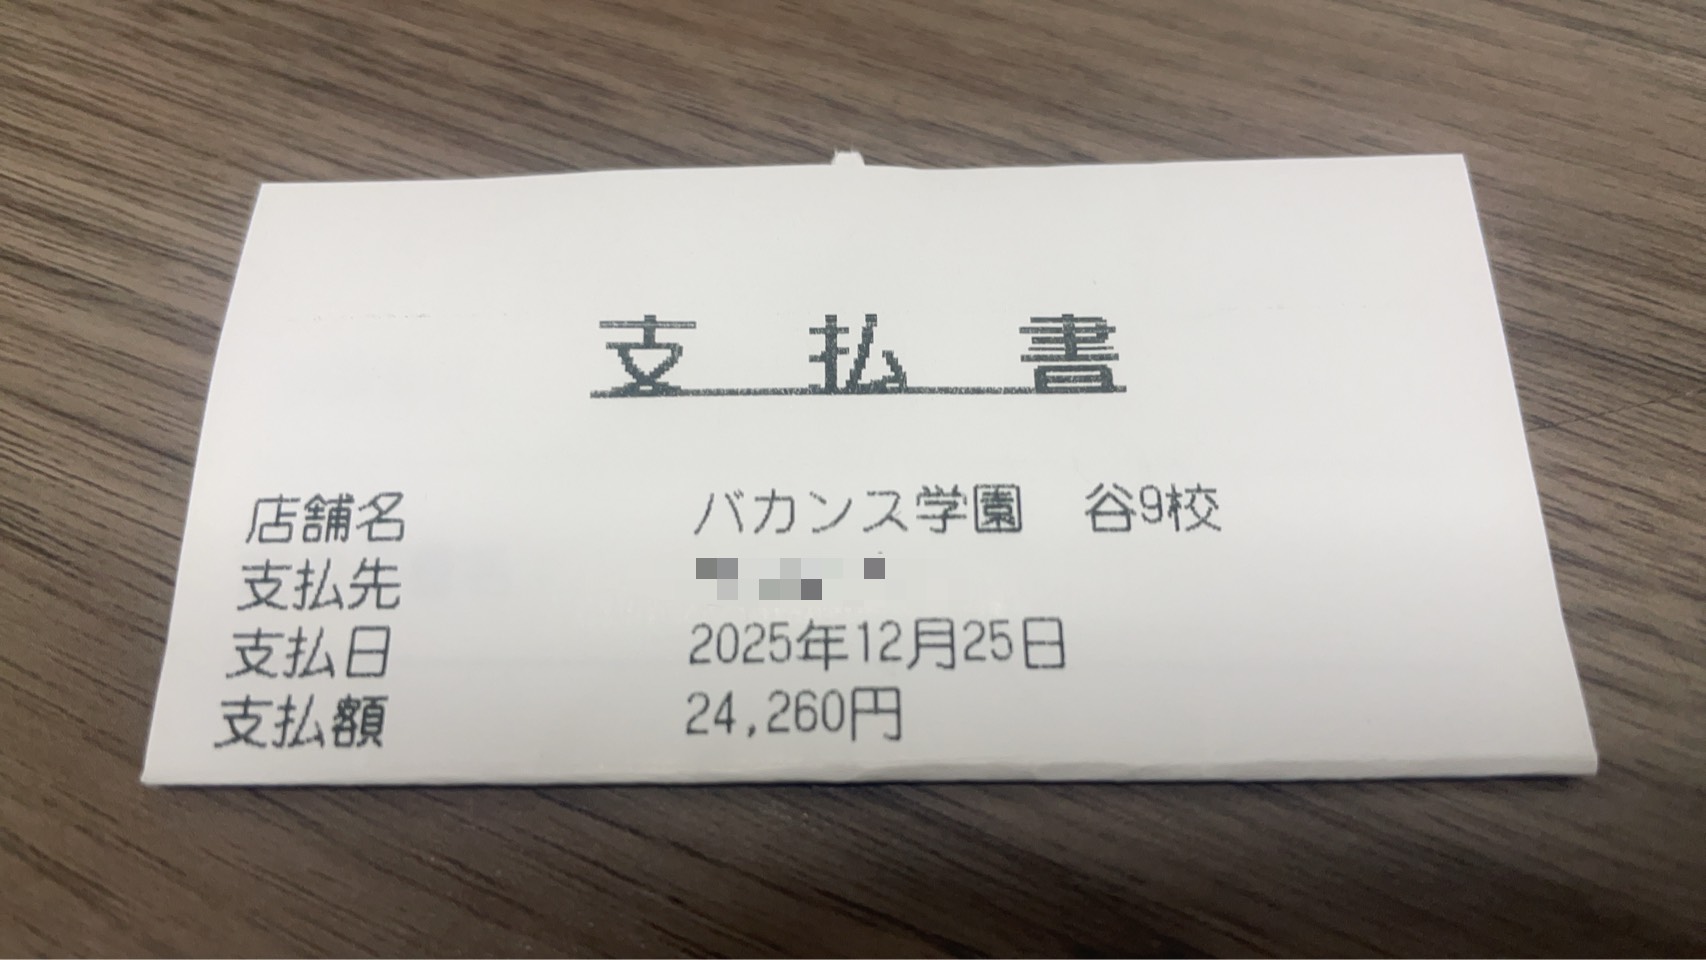 支払書
店舗名 バカンス学園 谷9校
支払先
支払日 2025年12月25日
支払額 24,260円